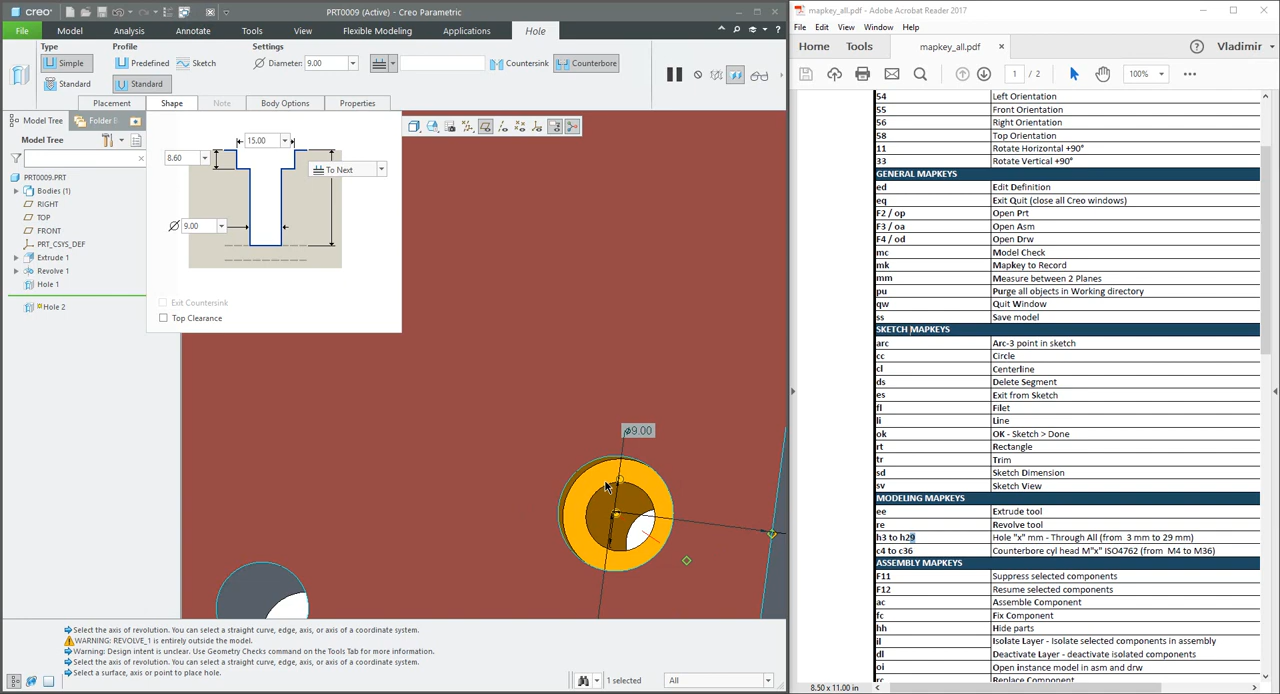 creo
PRT0009 (Active) - Creo Parametric
File
Model
Analysis
Annotate
Tools
View
Flexible Modeling
Applications
Hole
Type
Profile
Settings
Simple
Predefined
Sketch
Diameter: 9.00
Countersink
Counterbore
Standard
Standard
Placement
Shape
Note
Body Options
Properties
Model Tree
Folder B
PRT0009.PRT
Bodies (1)
RIGHT
TOP
FRONT
PRT_CSYS_DEF
Extrude 1
Revolve 1
Hole 1
Hole 2
15.00
8.60
To Next
9.00
Exit Countersink
Top Clearance
⌀9.00
Select the axis of revolution. You can select a straight curve, edge, axis, or axis of a coordinate system.
WARNING: REVOLVE_1 is entirely outside the model.
Warning: Design intent is unclear. Use Geometry Checks command on the Tools Tab for more information.
Select the axis of revolution. You can select a straight curve, edge, axis, or axis of a coordinate system.
Select a surface, axis or point to place hole.
1 selected
All
mapkey_all.pdf - Adobe Acrobat Reader 2017
File Edit View Window Help
Home
Tools
mapkey_all.pdf
Vladimir
1 / 2
100%
54 Left Orientation
55 Front Orientation
56 Right Orientation
58 Top Orientation
11 Rotate Horizontal +90°
33 Rotate Vertical +90°
GENERAL MAPKEYS
ed Edit Definition
eq Exit Quit (close all Creo windows)
F2 / op Open Prt
F3 / oa Open Asm
F4 / od Open Drw
mc Model Check
mk Mapkey to Record
mm Measure between 2 Planes
pu Purge all objects in Working directory
qw Quit Window
ss Save model
SKETCH MAPKEYS
arc Arc-3 point in sketch
cc Circle
cl Centerline
ds Delete Segment
es Exit from Sketch
fl Filet
li Line
ok OK - Sketch > Done
rt Rectangle
tr Trim
sd Sketch Dimension
sv Sketch View
MODELING MAPKEYS
ee Extrude tool
re Revolve tool
h3 to h29 Hole "x" mm - Through All (from 3 mm to 29 mm)
c4 to c36 Counterbore cyl head M"x" ISO4762 (from M4 to M36)
ASSEMBLY MAPKEYS
F11 Suppress selected components
F12 Resume selected components
ac Assemble Component
fc Fix Component
hh Hide parts
il Isolate Layer - Isolate selected components in assembly
dl Deactivate Layer - deactivate isolated components
oi Open instance model in asm and drw
rc Replace Component
8.50 x 11.00 in